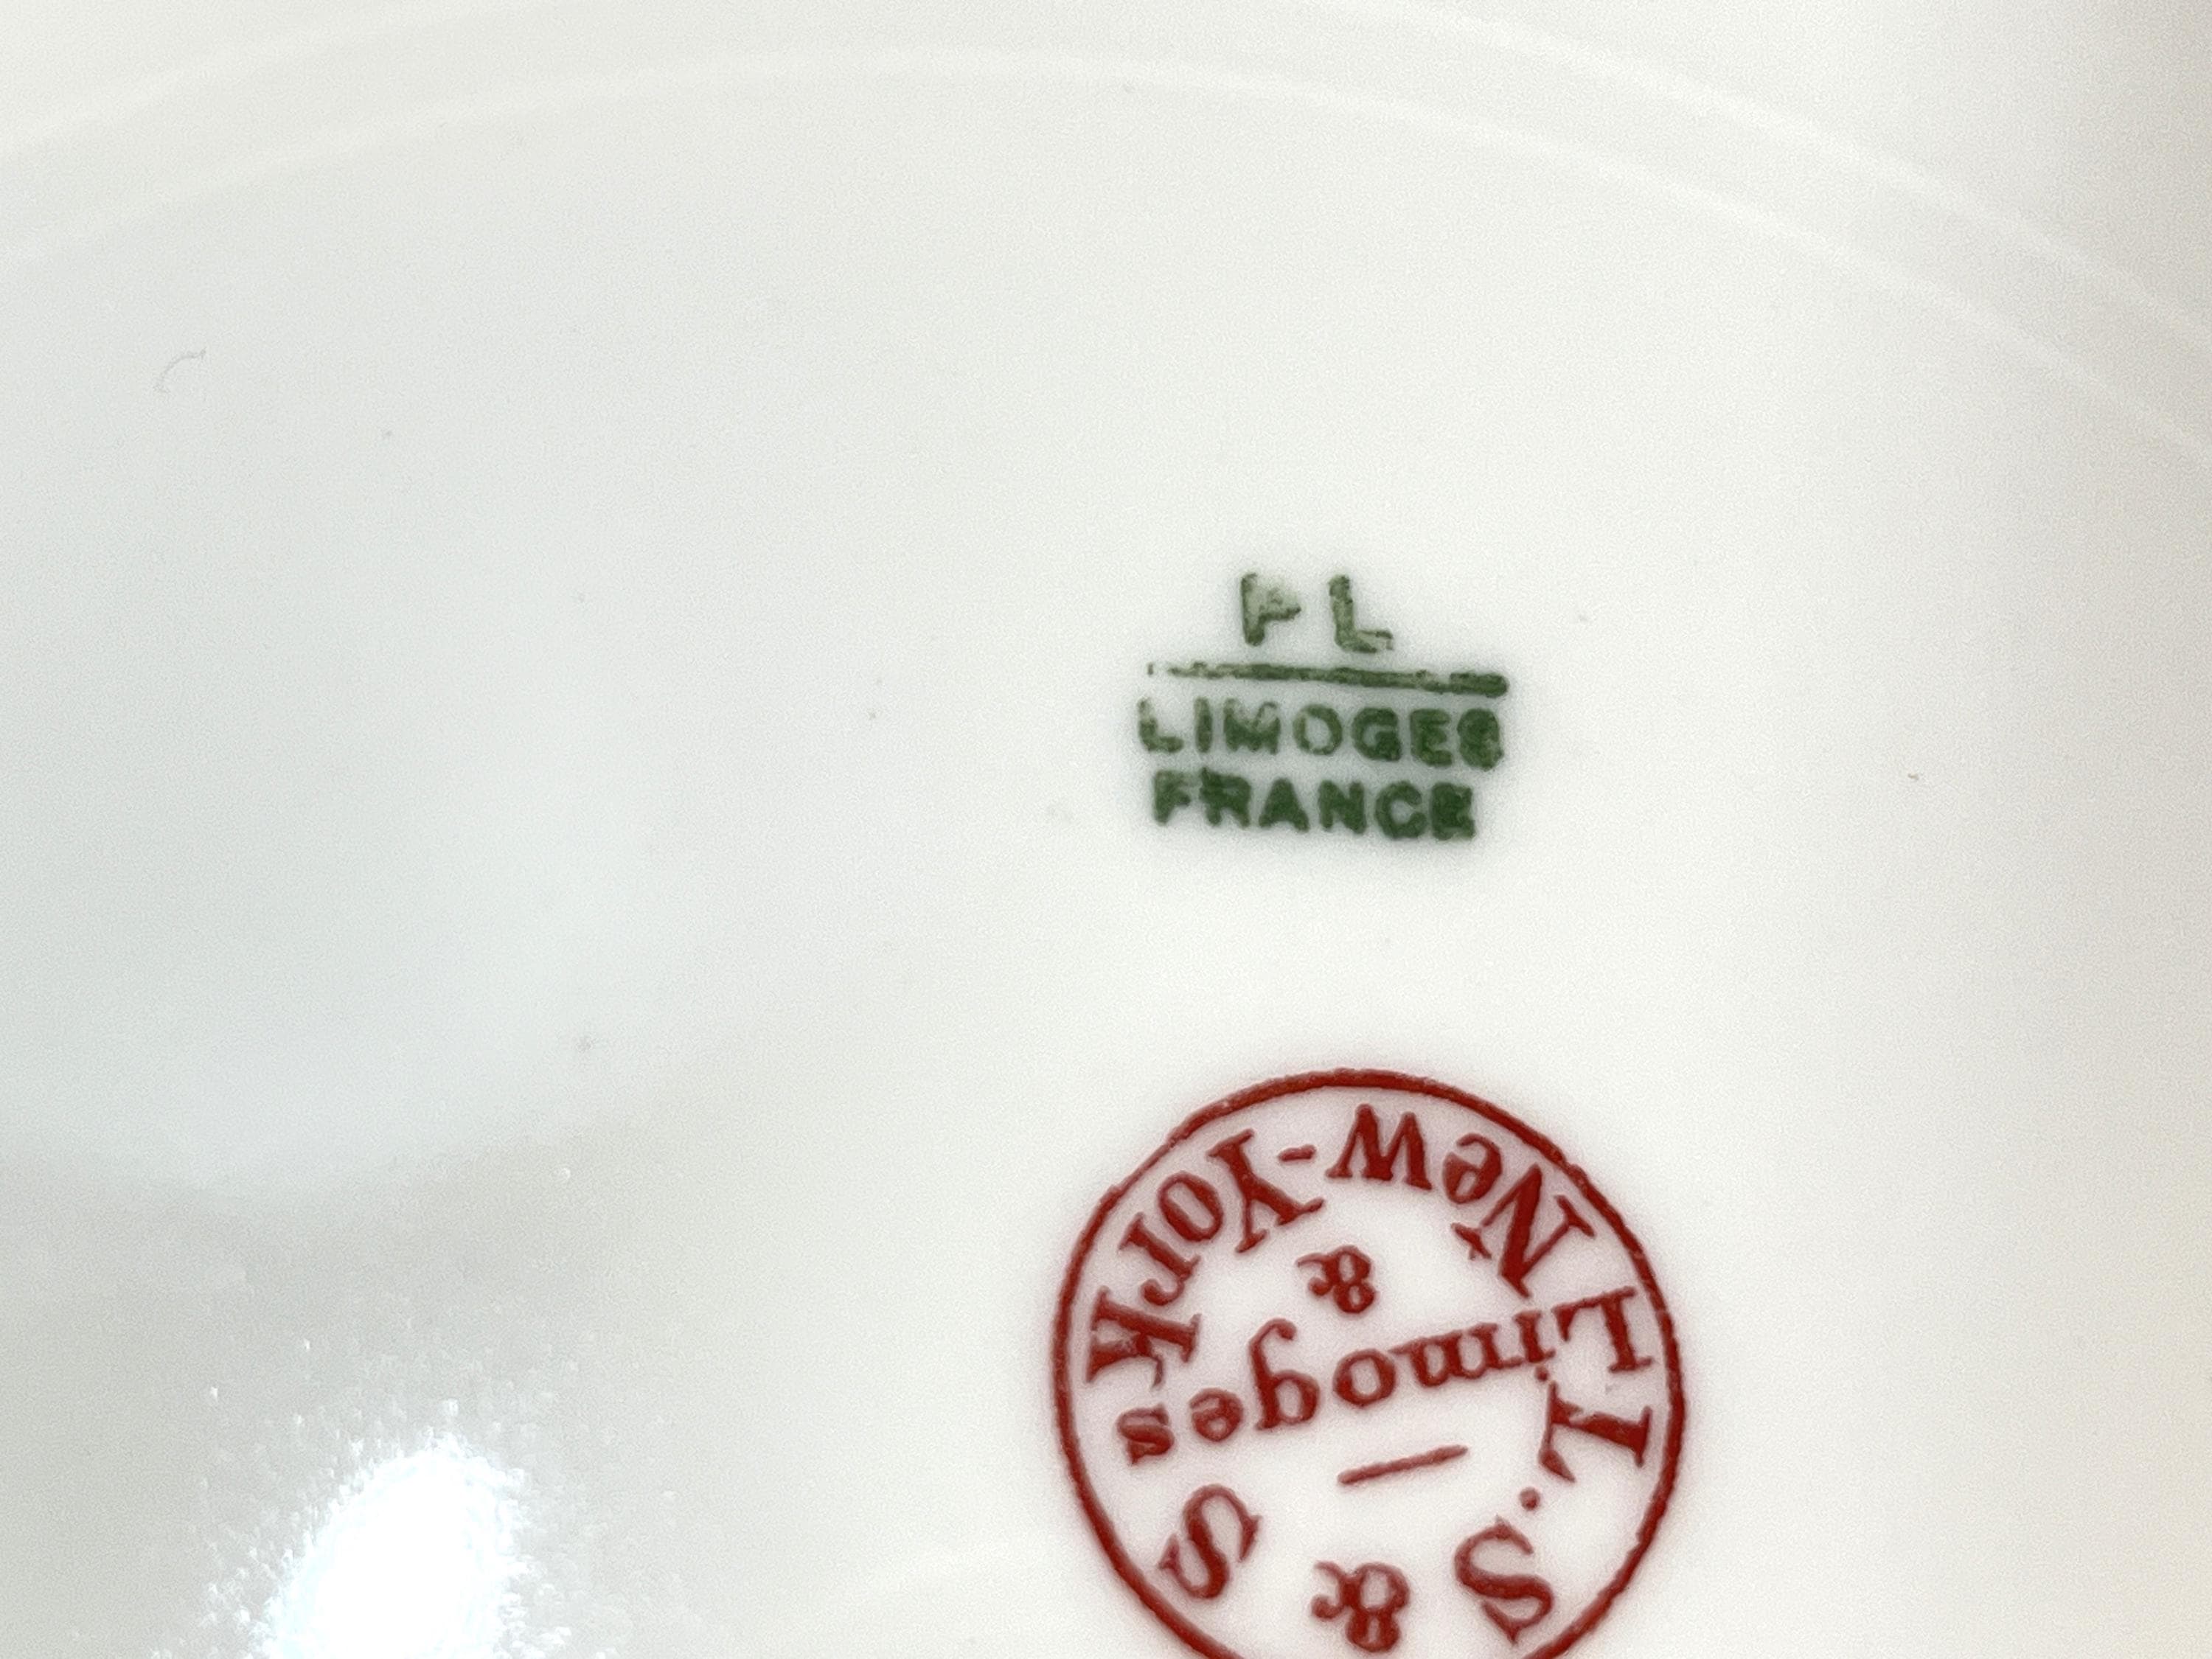 PL
LIMOGES
FRANCE
L.S & S
Limoges
&
New-York